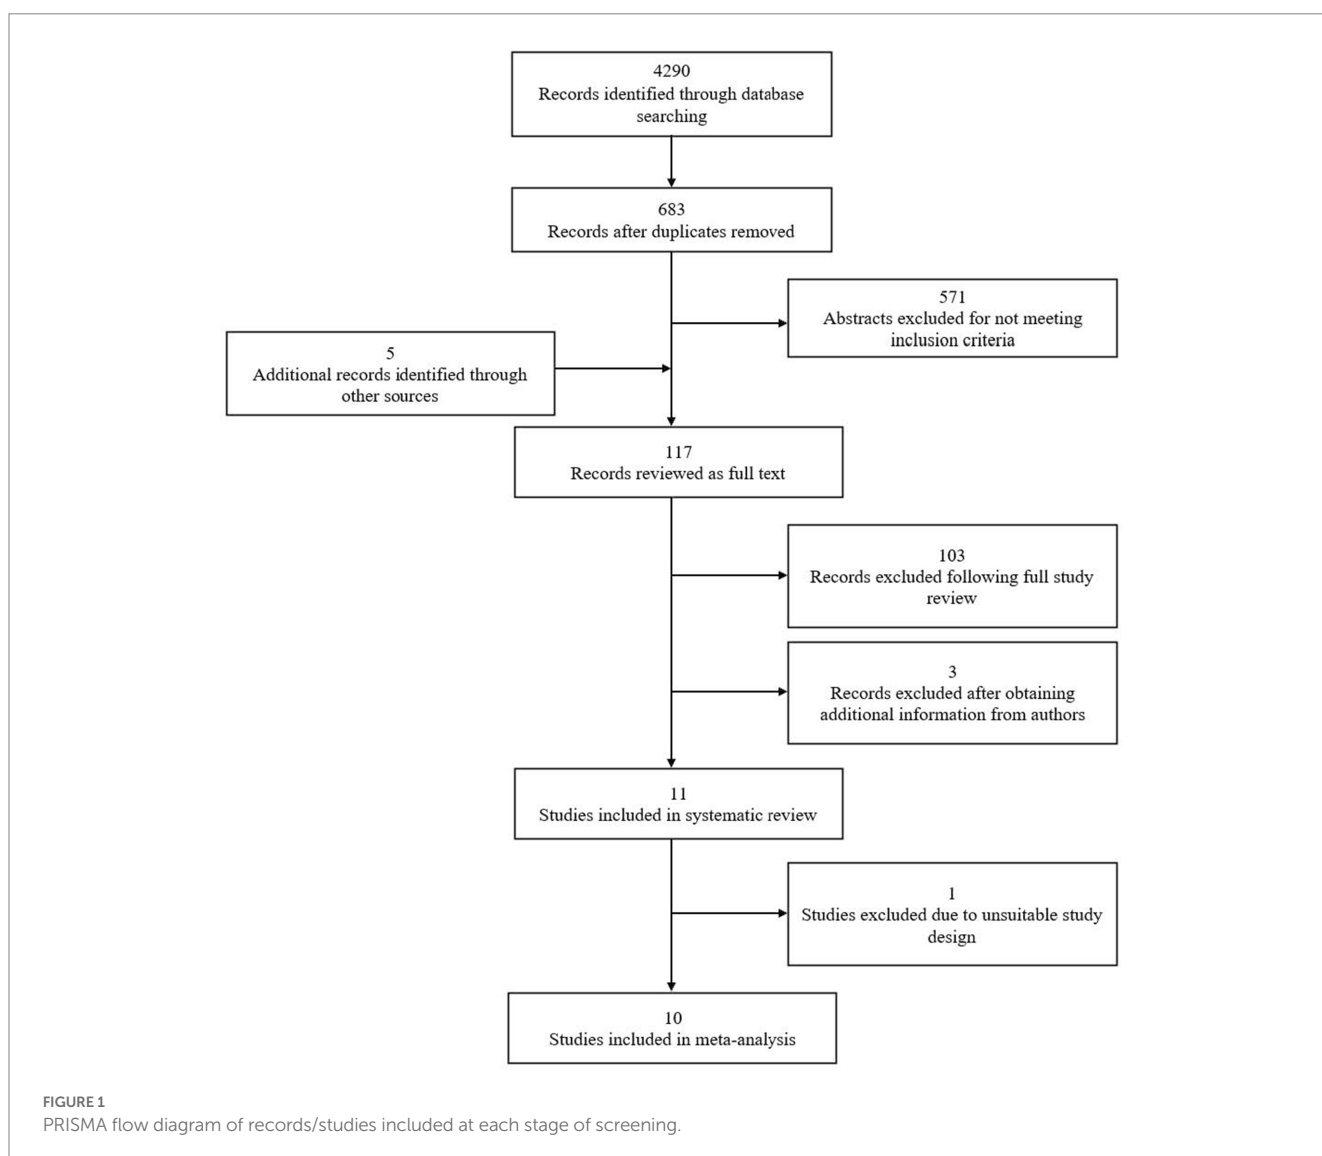 4290
Records identified through database
searching
683
Records after duplicates removed
571
Abstracts excluded for not meeting
inclusion criteria
5
Additional records identified through
other sources
117
Records reviewed as full text
103
Records excluded following full study
review
3
Records excluded after obtaining
additional information from authors
11
Studies included in systematic review
1
Studies excluded due to unsuitable study
design
10
Studies included in meta-analysis
FIGURE 1
PRISMA flow diagram of records/studies included at each stage of screening.